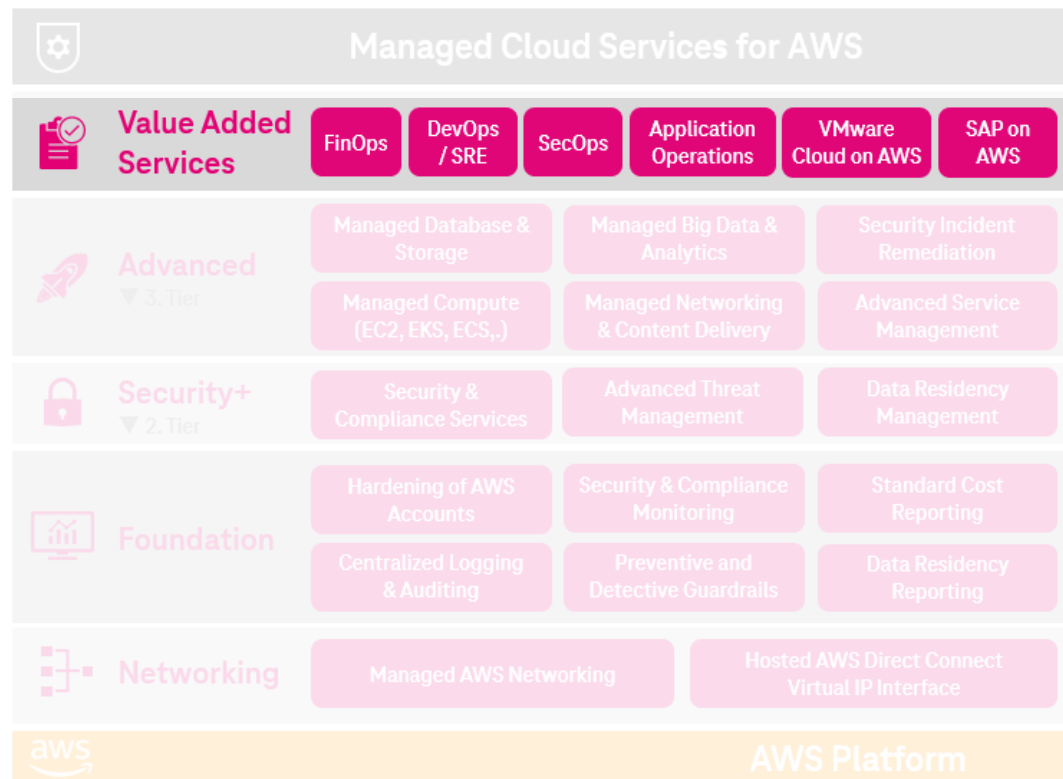 Managed Cloud Services for AWS
Value Added
Services
FinOps
DevOps
/ SRE
SecOps
Application
Operations
VMware
Cloud on AWS
SAP on
AWS
Advanced
▼ 3. Tier
Managed Database &
Storage
Managed Big Data &
Analytics
Security Incident
Remediation
Managed Compute
(EC2, EKS, ECS,.)
Managed Networking
& Content Delivery
Advanced Service
Management
Security+
▼ 2. Tier
Security &
Compliance Services
Advanced Threat
Management
Data Residency
Management
Foundation
Hardening of AWS
Accounts
Security & Compliance
Monitoring
Standard Cost
Reporting
Centralized Logging
& Auditing
Preventive and
Detective Guardrails
Data Residency
Reporting
Networking
Managed AWS Networking
Hosted AWS Direct Connect
Virtual IP Interface
aws
AWS Platform